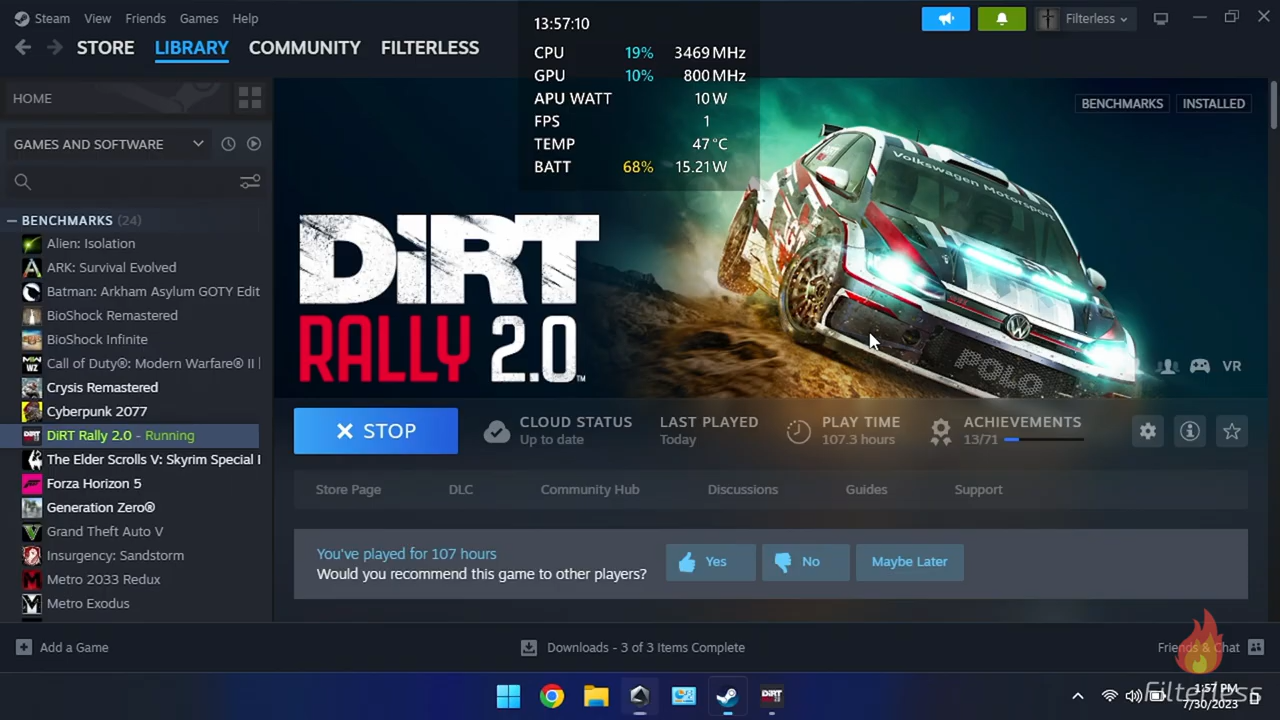 Steam View Friends Games Help
Filterless
STORE LIBRARY COMMUNITY FILTERLESS
13:57:10
CPU 19% 3469 MHz
GPU 10% 800 MHz
APU WATT 10 W
FPS 1
TEMP 47 °C
BATT 68% 15.21 W
HOME
GAMES AND SOFTWARE
BENCHMARKS (24)
Alien: Isolation
ARK: Survival Evolved
Batman: Arkham Asylum GOTY Edit
BioShock Remastered
BioShock Infinite
Call of Duty®: Modern Warfare® II |
Crysis Remastered
Cyberpunk 2077
DiRT Rally 2.0 - Running
The Elder Scrolls V: Skyrim Special I
Forza Horizon 5
Generation Zero®
Grand Theft Auto V
Insurgency: Sandstorm
Metro 2033 Redux
Metro Exodus
BENCHMARKS INSTALLED
Volkswagen Motorsport
DiRT
RALLY 2.0™
POLO
VR
STOP
CLOUD STATUS
Up to date
LAST PLAYED
Today
PLAY TIME
107.3 hours
ACHIEVEMENTS
13/71
Store Page DLC Community Hub Discussions Guides Support
You've played for 107 hours
Would you recommend this game to other players?
Yes No Maybe Later
Add a Game
Downloads - 3 of 3 Items Complete
Friends & Chat
1:57 PM
7/30/2023
Filterless